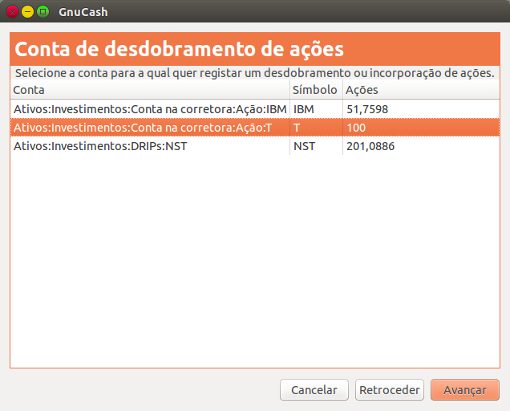 GnuCash
Conta de desdobramento de ações
Selecione a conta para a qual quer registar um desdobramento ou incorporação de ações.
Conta Símbolo Ações
Ativos:Investimentos:Conta na corretora:Ação:IBM IBM 51,7598
Ativos:Investimentos:Conta na corretora:Ação:T T 100
Ativos:Investimentos:DRIPs:NST NST 201,0886
Cancelar Retroceder Avançar